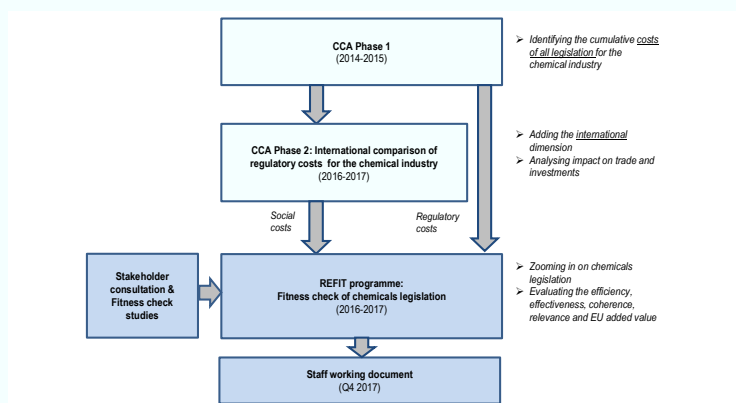 CCA Phase 1
(2014-2015)
➢ Identifying the cumulative costs
of all legislation for the
chemical industry
CCA Phase 2: International comparison of
regulatory costs for the chemical industry
(2016-2017)
➢ Adding the international
dimension
➢ Analysing impact on trade and
investments
Social
costs
Regulatory
costs
Stakeholder
consultation &
Fitness check
studies
REFIT programme:
Fitness check of chemicals legislation
(2016-2017)
➢ Zooming in on chemicals
legislation
➢ Evaluating the efficiency,
effectiveness, coherence,
relevance and EU added value
Staff working document
(Q4 2017)